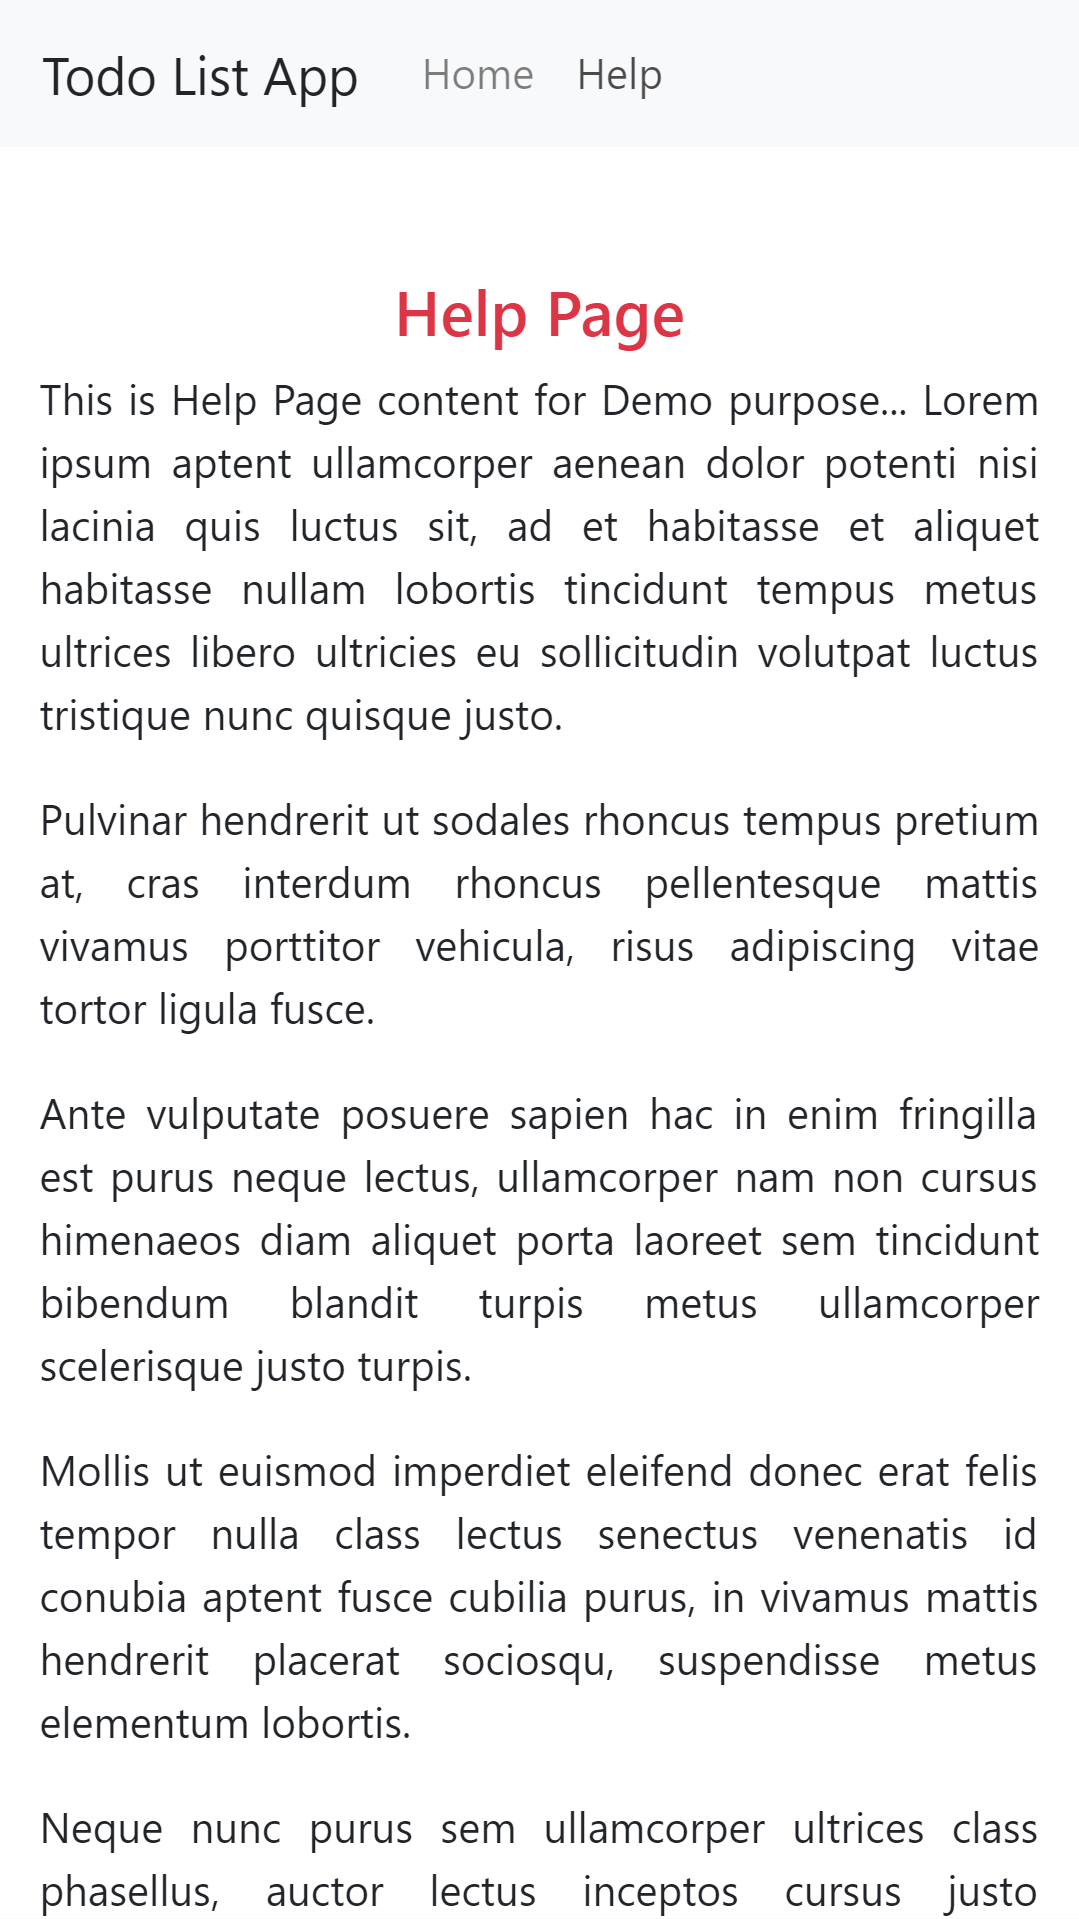 Todo List App Home Help
Help Page
This is Help Page content for Demo purpose... Lorem
ipsum aptent ullamcorper aenean dolor potenti nisi
lacinia quis luctus sit, ad et habitasse et aliquet
habitasse nullam lobortis tincidunt tempus metus
ultrices libero ultricies eu sollicitudin volutpat luctus
tristique nunc quisque justo.
Pulvinar hendrerit ut sodales rhoncus tempus pretium
at, cras interdum rhoncus pellentesque mattis
vivamus porttitor vehicula, risus adipiscing vitae
tortor ligula fusce.
Ante vulputate posuere sapien hac in enim fringilla
est purus neque lectus, ullamcorper nam non cursus
himenaeos diam aliquet porta laoreet sem tincidunt
bibendum blandit turpis metus ullamcorper
scelerisque justo turpis.
Mollis ut euismod imperdiet eleifend donec erat felis
tempor nulla class lectus senectus venenatis id
conubia aptent fusce cubilia purus, in vivamus mattis
hendrerit placerat sociosqu, suspendisse metus
elementum lobortis.
Neque nunc purus sem ullamcorper ultrices class
phasellus, auctor lectus inceptos cursus justo